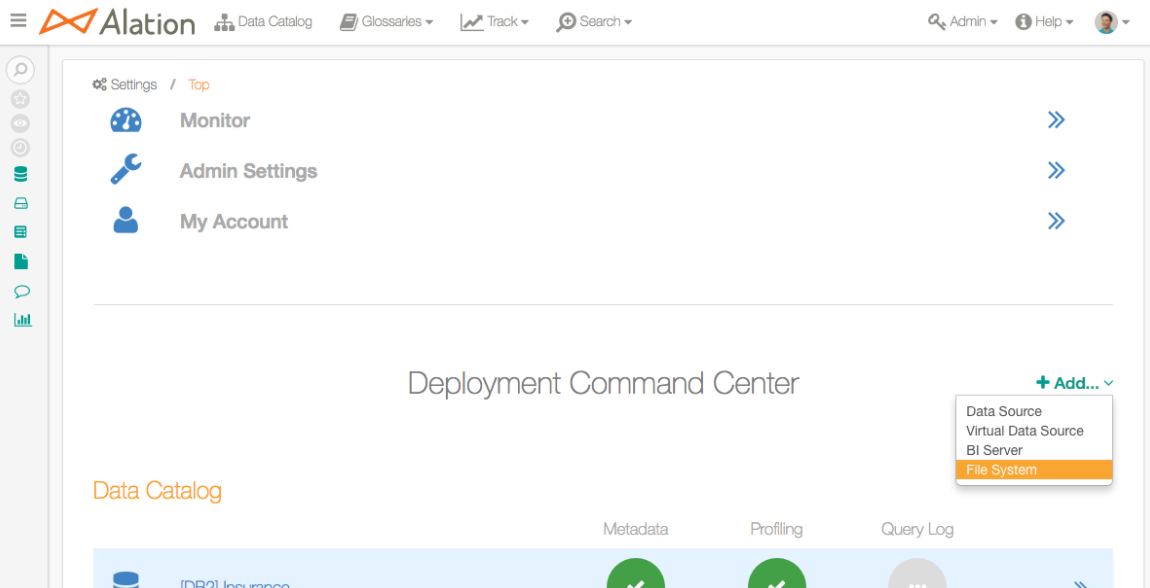 Alation Data Catalog Glossaries Track Search Admin Help
Settings / Top
Monitor
Admin Settings
My Account
Deployment Command Center
+ Add...
Data Source
Virtual Data Source
BI Server
File System
Data Catalog
Metadata Profiling Query Log
[DB2] Insurance